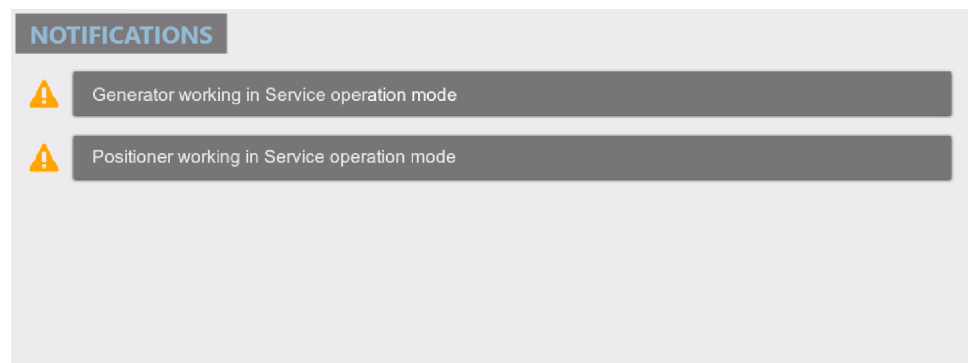 NOTIFICATIONS
Generator working in Service operation mode
Positioner working in Service operation mode